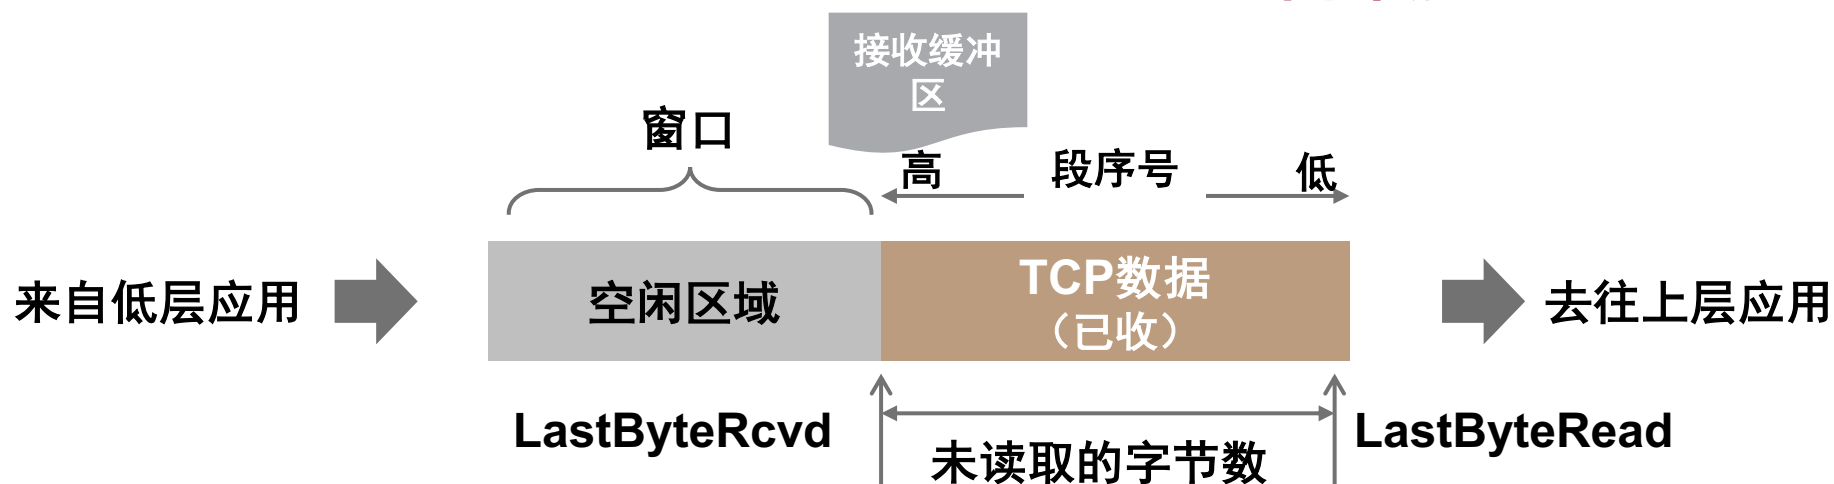 接收缓冲
区
窗口
高 段序号 低
来自低层应用
空闲区域
TCP数据
（已收）
去往上层应用
LastByteRcvd
LastByteRead
未读取的字节数